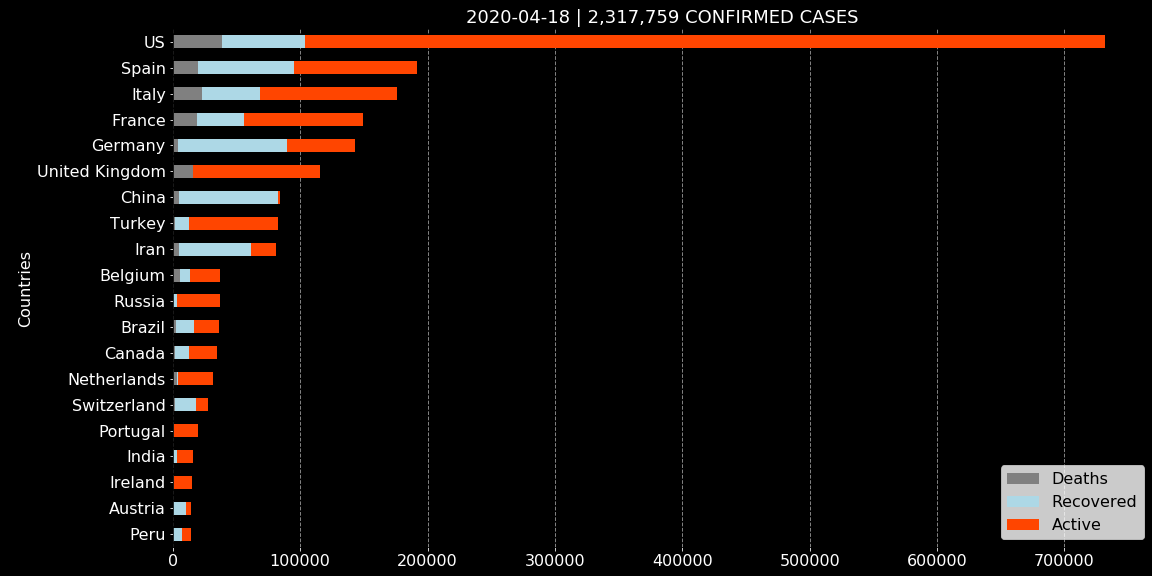 2020-04-18 | 2,317,759 CONFIRMED CASES
Countries
US
Spain
Italy
France
Germany
United Kingdom
China
Turkey
Iran
Belgium
Russia
Brazil
Canada
Netherlands
Switzerland
Portugal
India
Ireland
Austria
Peru
Deaths
Recovered
Active
0 100000 200000 300000 400000 500000 600000 700000